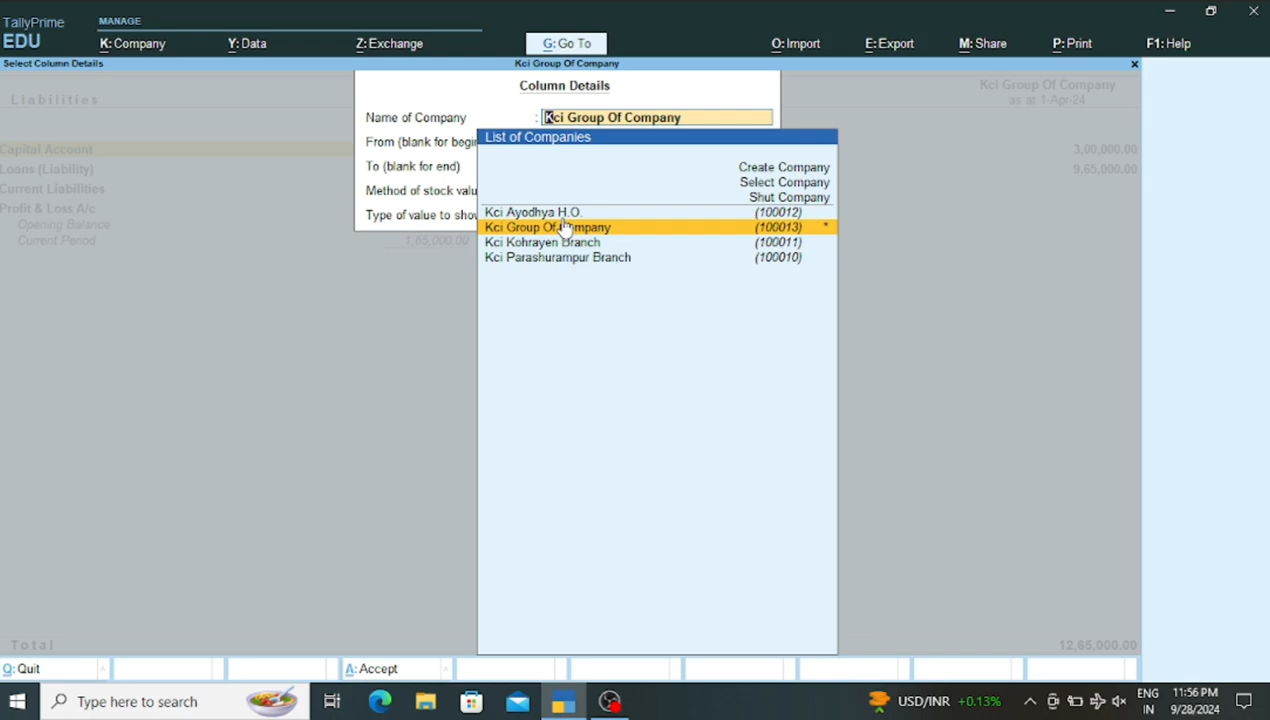 TallyPrime
EDU
MANAGE
K: Company
Y: Data
Z: Exchange
G: Go To
O: Import
E: Export
M: Share
P: Print
F1: Help
Select Column Details
Kci Group Of Company
x
Liabilities
Kci Group Of Company
as at 1-Apr-24
Capital Account
3,00,000.00
Loans (Liability)
9,65,000.00
Current Liabilities
Profit & Loss A/c
Opening Balance
Current Period
1,65,000.00
Column Details
Name of Company : Kci Group Of Company
From (blank for begin
To (blank for end)
Method of stock valu
Type of value to show
List of Companies
Create Company
Select Company
Shut Company
Kci Ayodhya H.O. (100012)
Kci Group Of Company (100013) *
Kci Kohrayen Branch (100011)
Kci Parashurampur Branch (100010)
Total
12,65,000.00
Q: Quit
A: Accept
Type here to search
USD/INR +0.13%
ENG
IN
11:56 PM
9/28/2024